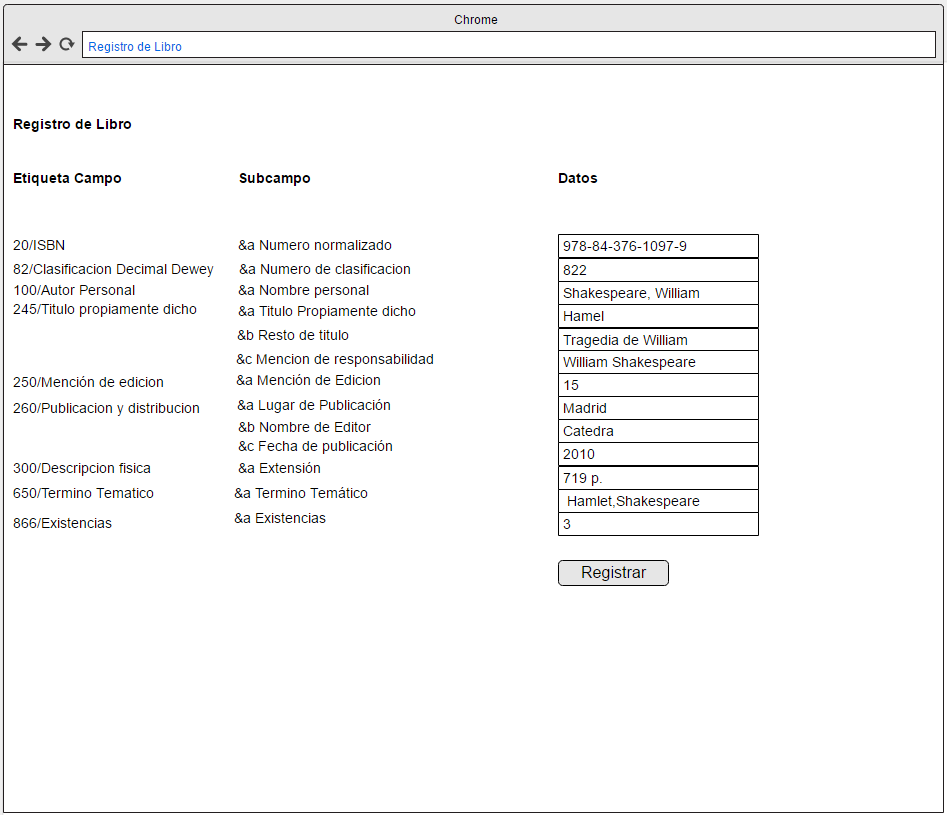 Chrome
Registro de Libro
Registro de Libro
Etiqueta Campo Subcampo Datos
20/ISBN &a Numero normalizado 978-84-376-1097-9
82/Clasificacion Decimal Dewey &a Numero de clasificacion 822
100/Autor Personal &a Nombre personal Shakespeare, William
245/Titulo propiamente dicho &a Titulo Propiamente dicho Hamel
&b Resto de titulo Tragedia de William
&c Mencion de responsabilidad William Shakespeare
250/Mención de edicion &a Mención de Edicion 15
260/Publicacion y distribucion &a Lugar de Publicación Madrid
&b Nombre de Editor Catedra
&c Fecha de publicación 2010
300/Descripcion fisica &a Extensión 719 p.
650/Termino Tematico &a Termino Temático Hamlet,Shakespeare
866/Existencias &a Existencias 3
Registrar